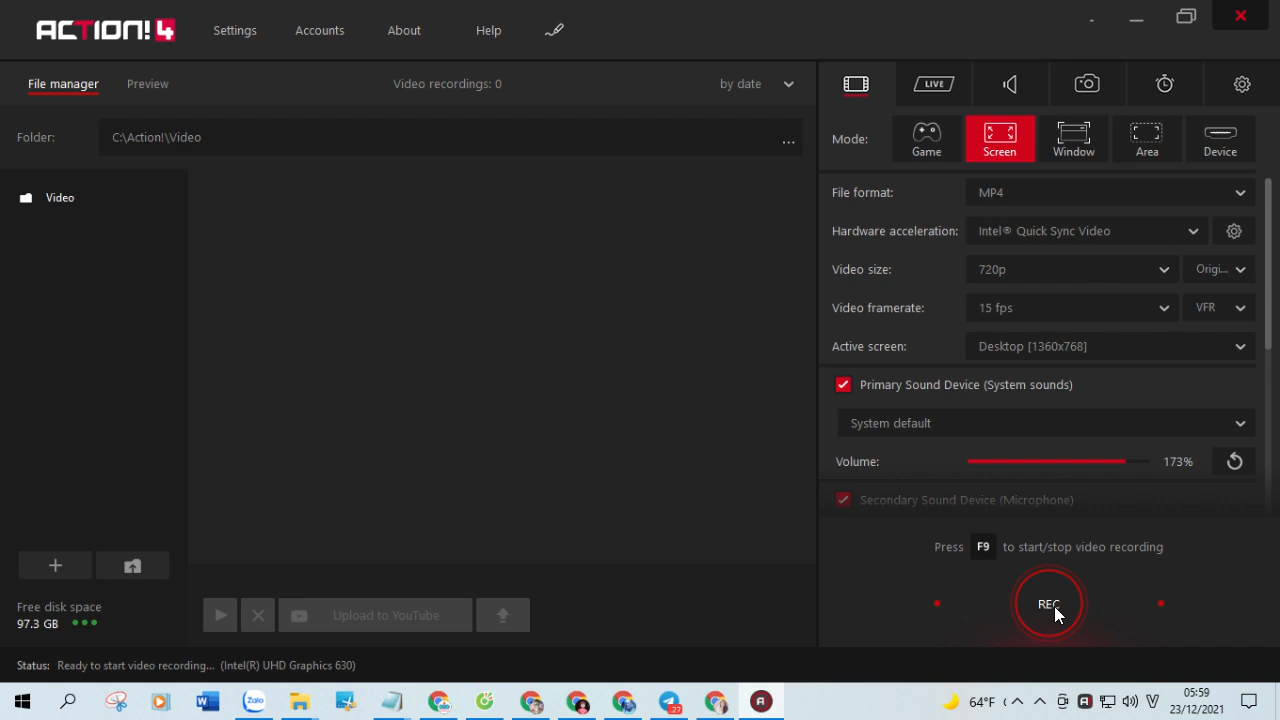 ACTION! 4
Settings
Accounts
About
Help
File manager
Preview
Video recordings: 0
by date
LIVE
Folder:
C:\Action!\Video
...
Mode:
Game
Screen
Window
Area
Device
Video
File format:
MP4
Hardware acceleration:
Intel® Quick Sync Video
Video size:
720p
Origi...
Video framerate:
15 fps
VFR
Active screen:
Desktop [1360x768]
Primary Sound Device (System sounds)
System default
Volume:
173%
Secondary Sound Device (Microphone)
Press F9 to start/stop video recording
REC
Free disk space
97.3 GB
Upload to YouTube
Status: Ready to start video recording... (Intel(R) UHD Graphics 630)
Zalo
27
64°F
05:59
23/12/2021